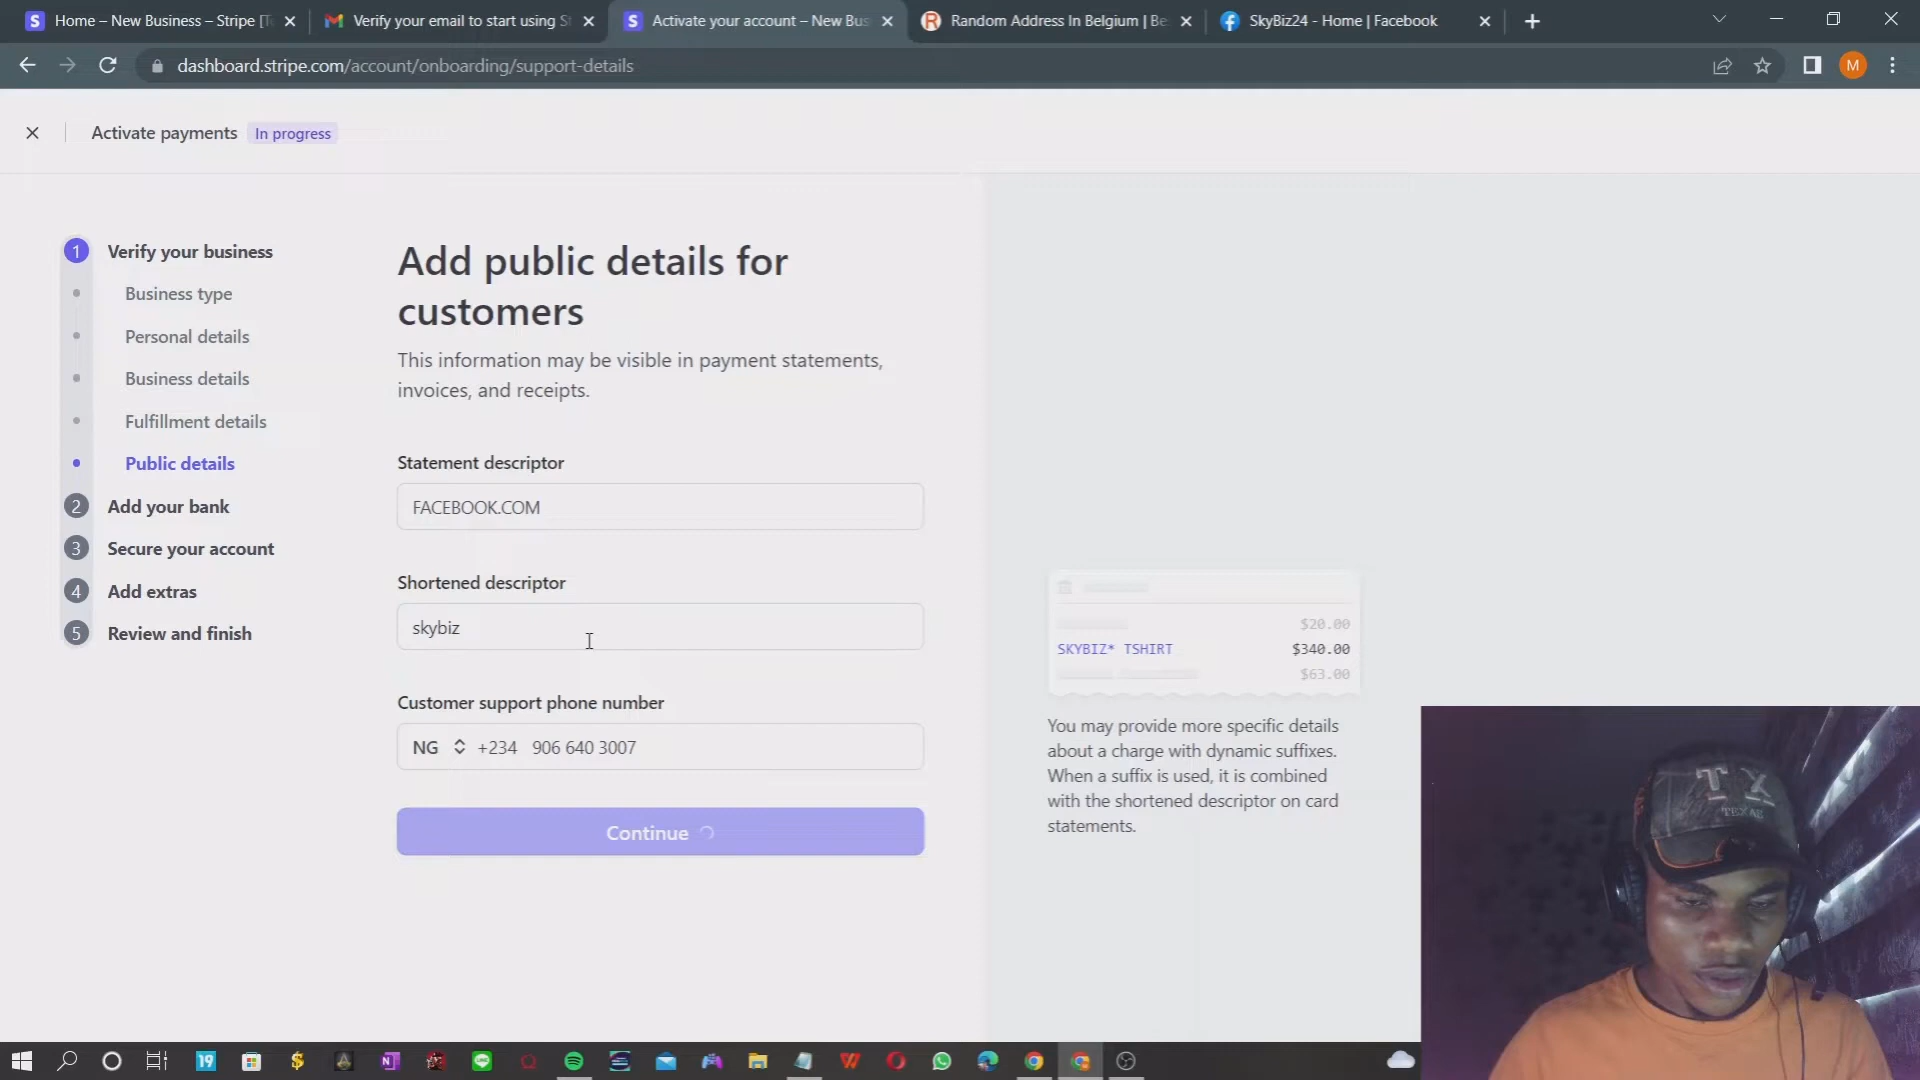 Home – New Business – Stripe [T
Verify your email to start using S
Activate your account – New Bus
Random Address In Belgium | Be
SkyBiz24 - Home | Facebook
dashboard.stripe.com/account/onboarding/support-details
M
Activate payments
In progress
1 Verify your business
Business type
Personal details
Business details
Fulfillment details
Public details
2 Add your bank
3 Secure your account
4 Add extras
5 Review and finish
Add public details for
customers
This information may be visible in payment statements,
invoices, and receipts.
Statement descriptor
FACEBOOK.COM
Shortened descriptor
skybiz
Customer support phone number
NG +234 906 640 3007
Continue
$20.00
SKYBIZ* TSHIRT $340.00
$63.00
You may provide more specific details
about a charge with dynamic suffixes.
When a suffix is used, it is combined
with the shortened descriptor on card
statements.
TX
TEXAS
19